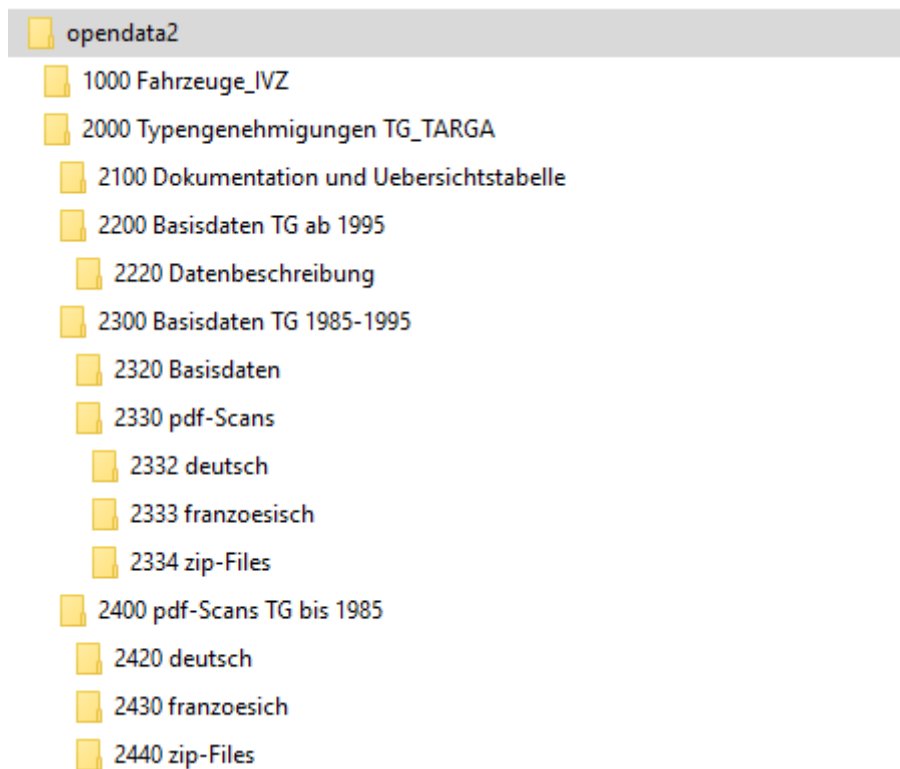 opendata2
1000 Fahrzeuge_IVZ
2000 Typengenehmigungen TG_TARGA
2100 Dokumentation und Uebersichtstabelle
2200 Basisdaten TG ab 1995
2220 Datenbeschreibung
2300 Basisdaten TG 1985-1995
2320 Basisdaten
2330 pdf-Scans
2332 deutsch
2333 franzoesisch
2334 zip-Files
2400 pdf-Scans TG bis 1985
2420 deutsch
2430 franzoesich
2440 zip-Files